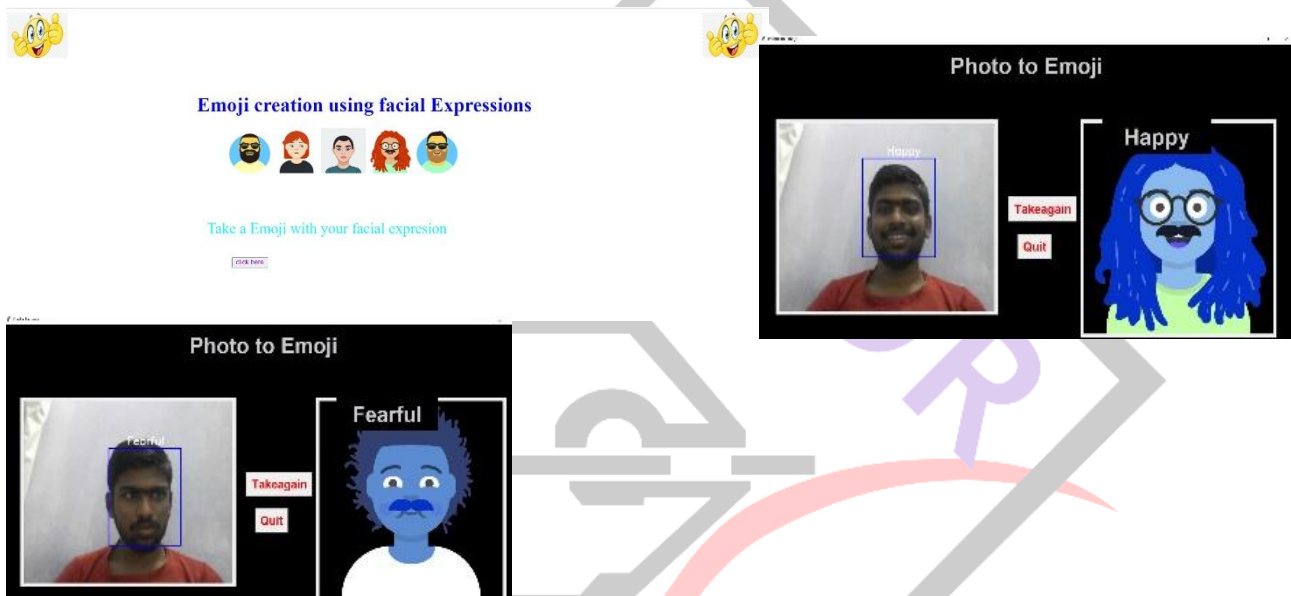 Emoji creation using facial Expressions
Take a Emoji with your facial expresion
click here
Photo to Emoji
Happy
Happy
Takeagain
Quit
Photo to Emoji
Fearful
Fearful
Takeagain
Quit